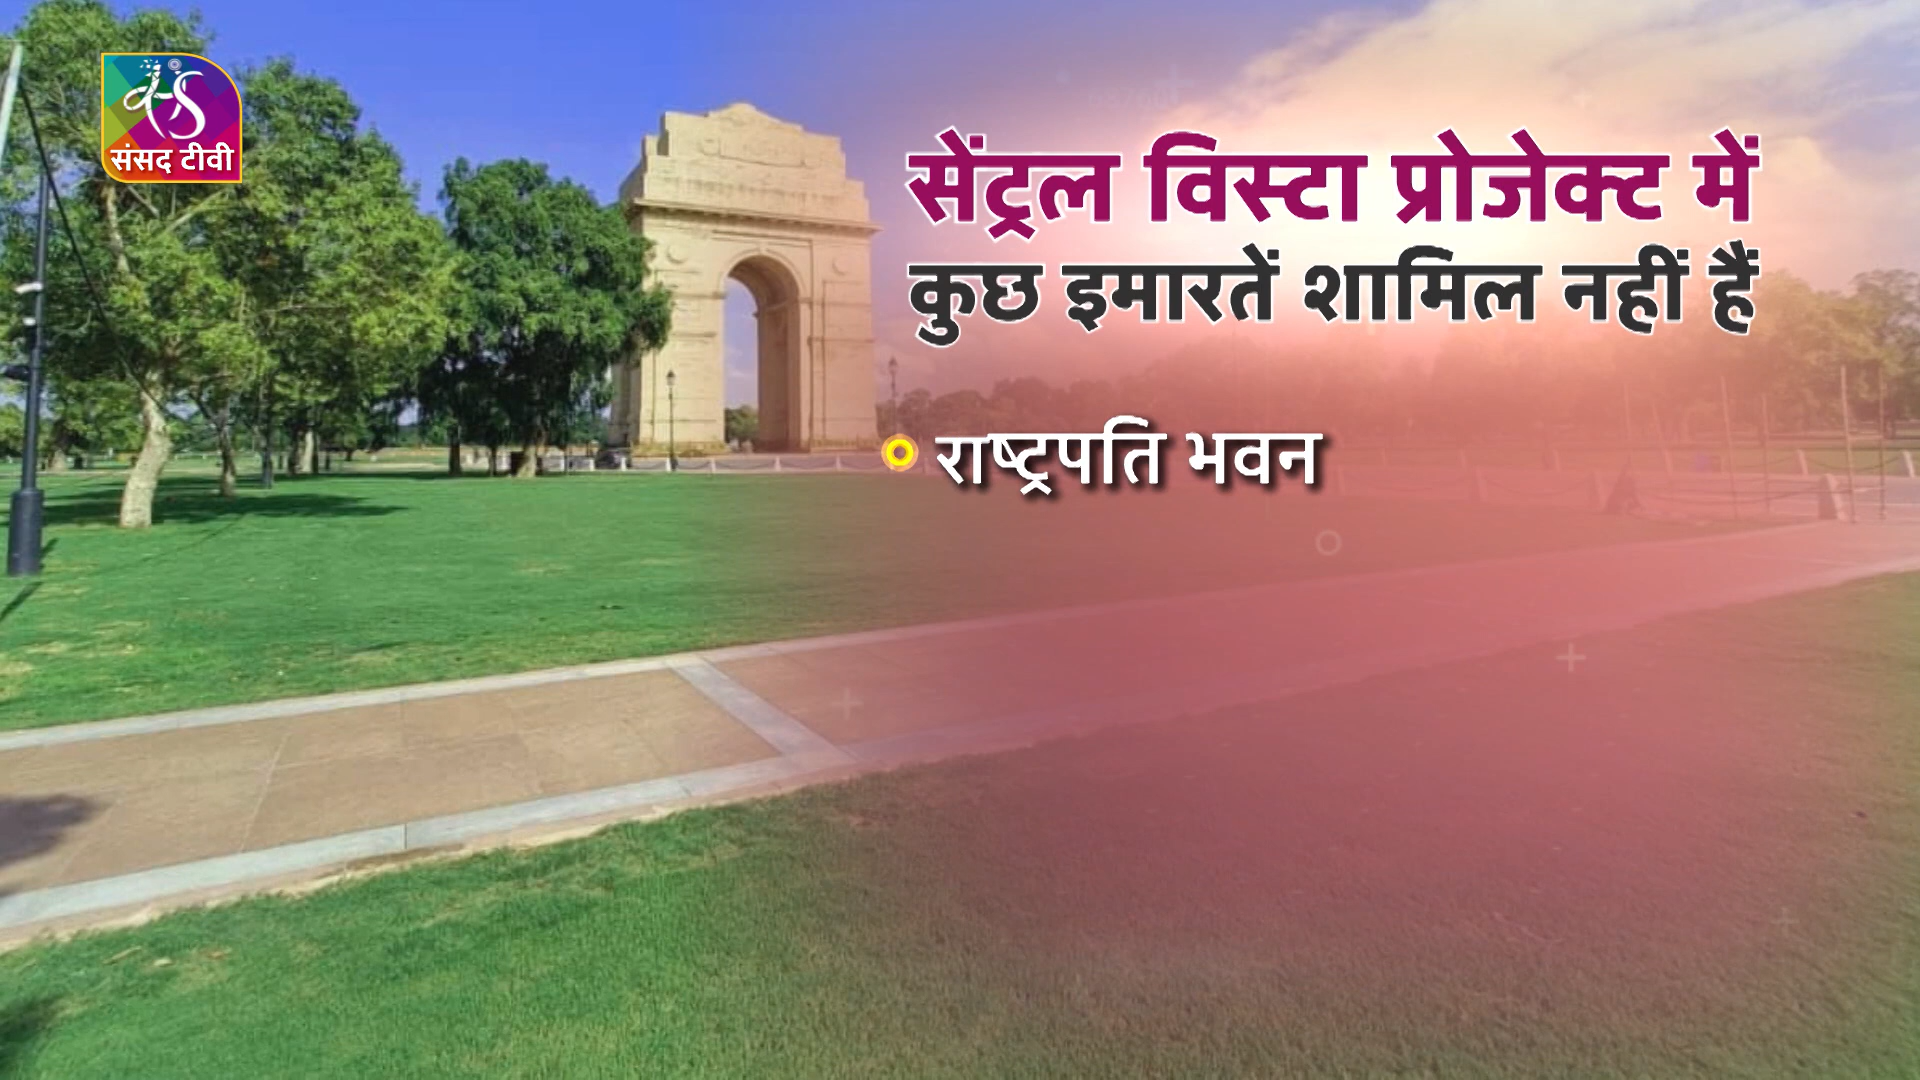 संसद टीवी
सेंट्रल विस्टा प्रोजेक्ट में
कुछ इमारतें शामिल नहीं हैं
राष्ट्रपति भवन